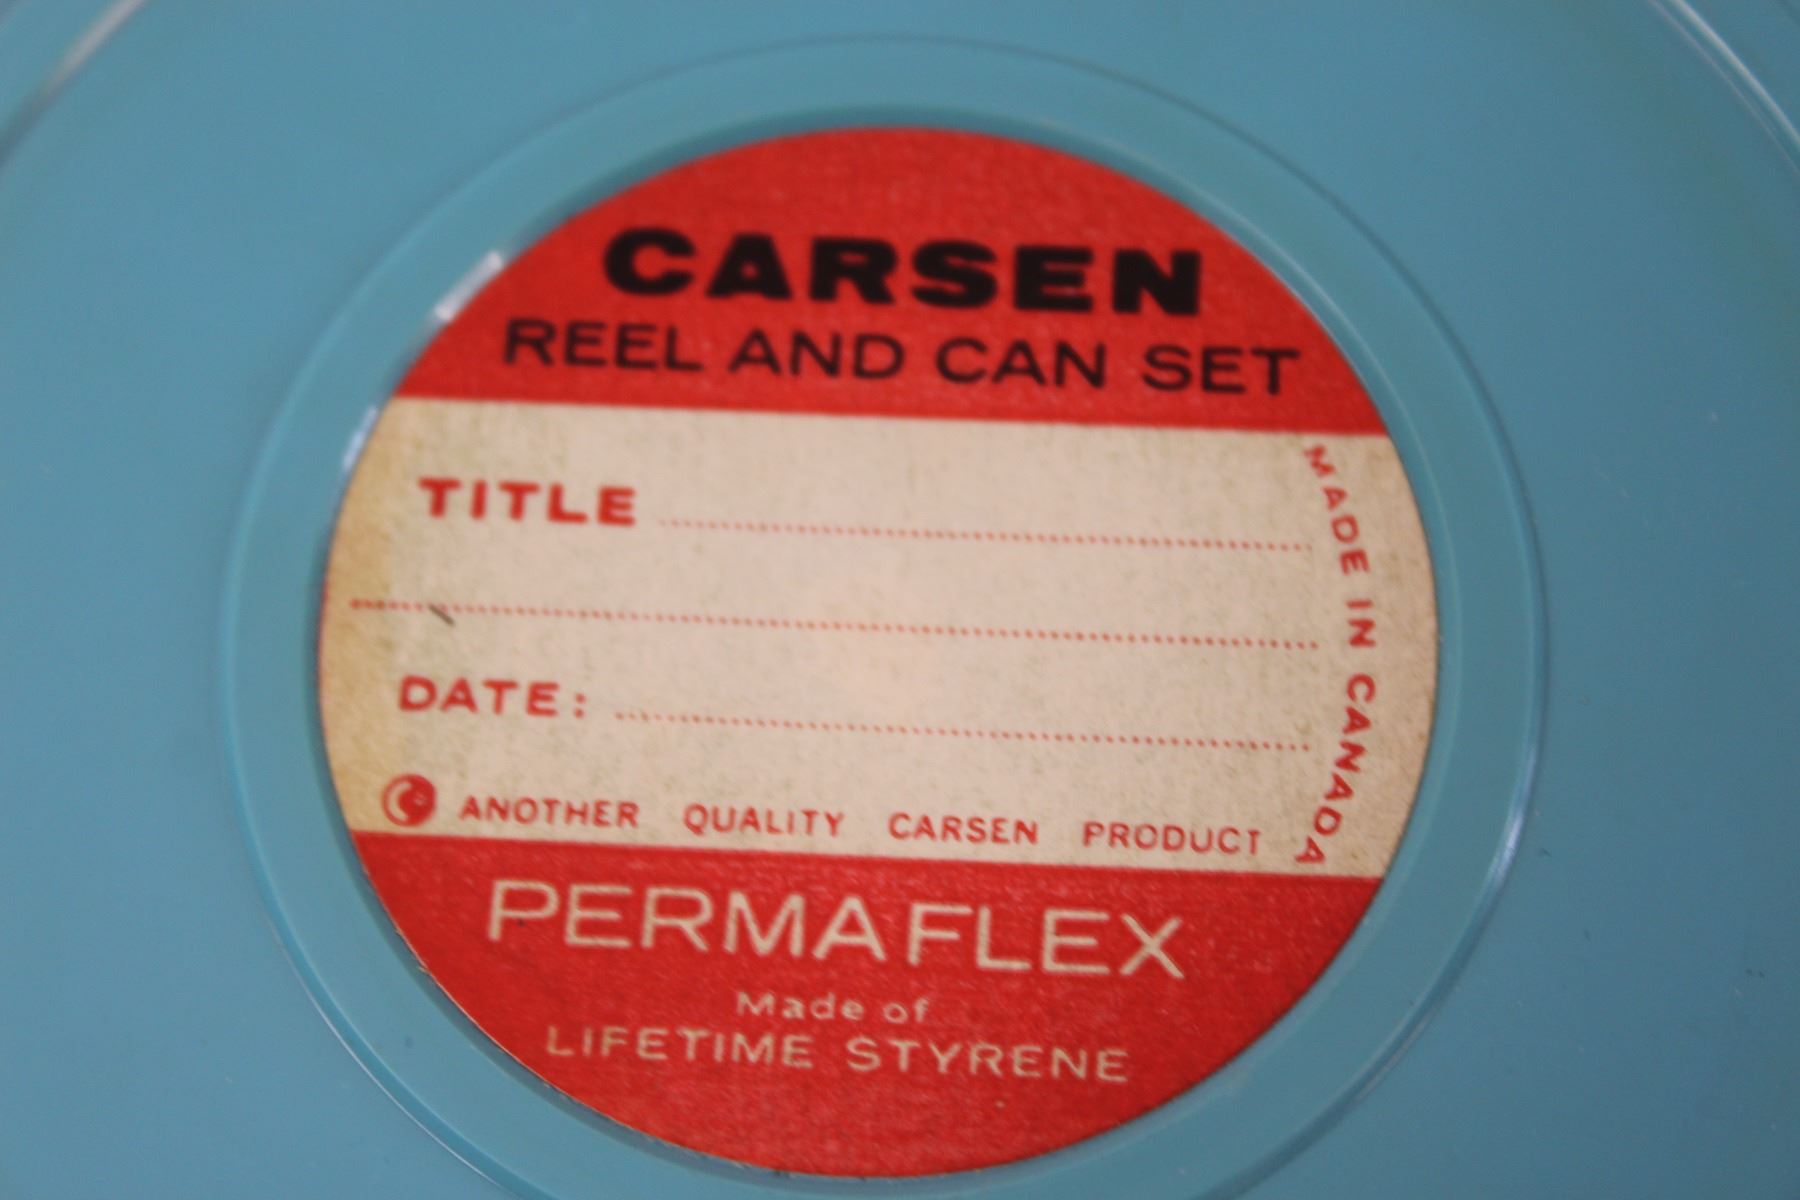 CARSEN
REEL AND CAN SET
TITLE
DATE:
MADE IN CANADA
ANOTHER QUALITY CARSEN PRODUCT
PERMAFLEX
Made of
LIFETIME STYRENE